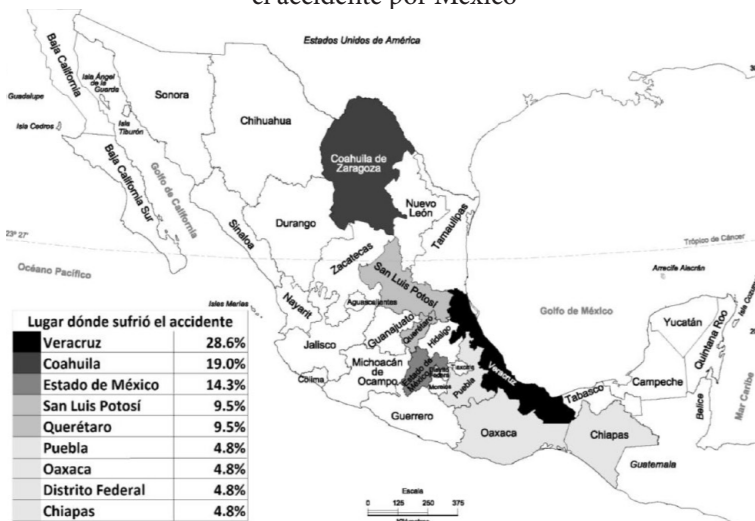 el accidente por México
Estados Unidos de América
Baja California
Isla Ángel
de la
Guarda
Sonora
Guadalupe
Isla Cedros
Isla
Tiburón
Chihuahua
Coahuila de
Zaragoza
Golfo de California
Baja California Sur
Nuevo
León
Tamaulipas
Durango
Sinaloa
23° 27'
Trópico de Cáncer
Zacatecas
Océano Pacífico
San Luis Potosí
Arrecife Alacrán
Islas Marías
Nayarit
Aguascalientes
Golfo de México
Guanajuato
Querétaro
Hidalgo
Yucatán
Quintana Roo
Jalisco
Michoacán
de Ocampo
Colima
Estado de
México
Morelos
Tlaxcala
Puebla
Veracruz
Tabasco
Campeche
Belice
Mar Caribe
Guerrero
Oaxaca
Chiapas
Guatemala
Lugar dónde sufrió el accidente
Veracruz 28.6%
Coahuila 19.0%
Estado de México 14.3%
San Luis Potosí 9.5%
Querétaro 9.5%
Puebla 4.8%
Oaxaca 4.8%
Distrito Federal 4.8%
Chiapas 4.8%
Escala
0 125 250 375